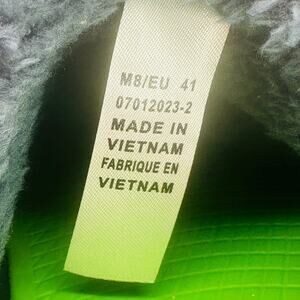 M8/EU 41
07012023-2
MADE IN
VIETNAM
FABRIQUE EN
VIETNAM